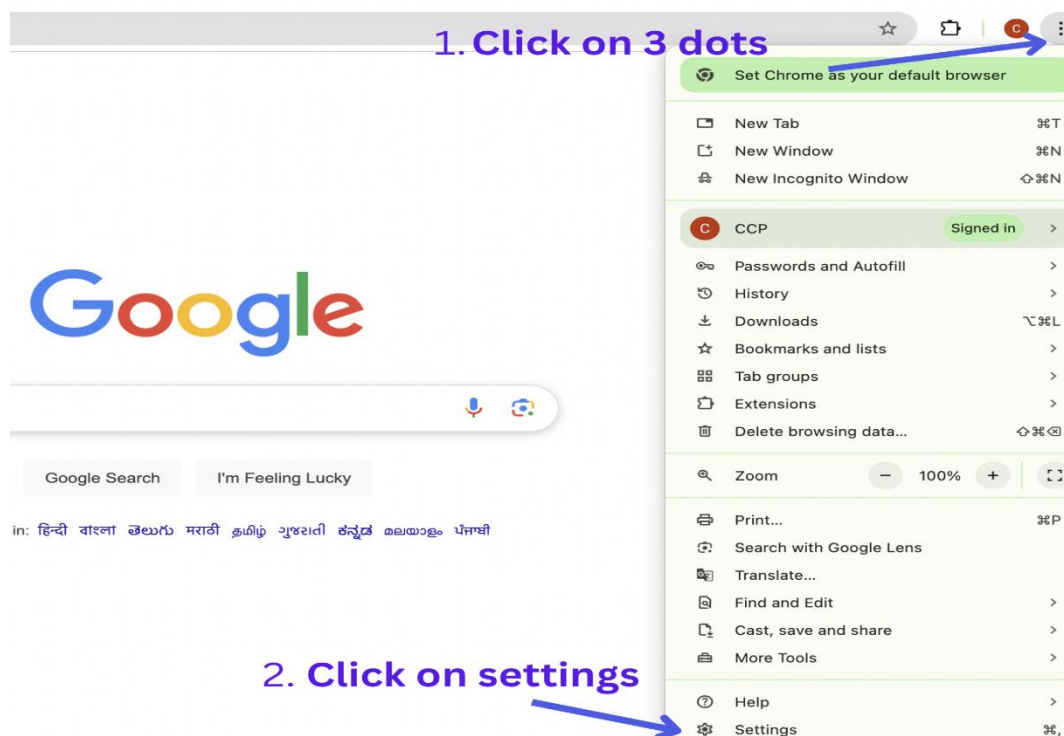 1. Click on 3 dots
C
Set Chrome as your default browser
New Tab ⌘T
New Window ⌘N
New Incognito Window ⇧⌘N
C CCP Signed in >
Passwords and Autofill >
History >
Downloads ⌥⌘L
Bookmarks and lists >
Tab groups >
Extensions >
Delete browsing data... ⇧⌘⌫
Zoom − 100% +
Print... ⌘P
Search with Google Lens
Translate...
Find and Edit >
Cast, save and share >
More Tools >
Help >
Settings ⌘,
Google
Google Search I'm Feeling Lucky
in: हिन्दी বাংলা తెలుగు मराठी தமிழ் ગુજરાતી ಕನ್ನಡ മലയാളം ਪੰਜਾਬੀ
2. Click on settings